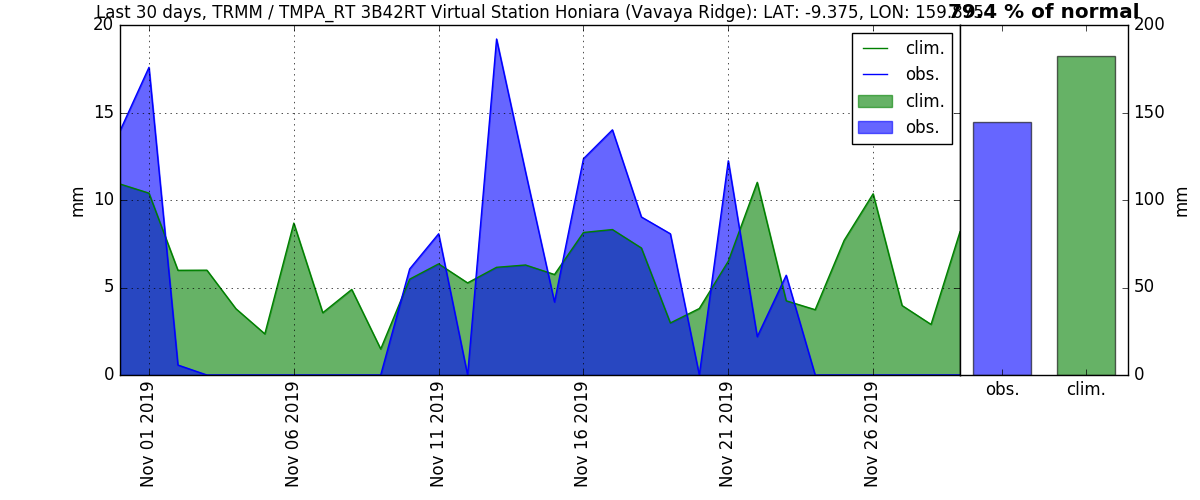 Last 30 days, TRMM / TMPA_RT 3B42RT Virtual Station Honiara (Vavaya Ridge): LAT: -9.375, LON:
79.4 % of normal
20
15
10
5
0
mm
clim.
obs.
clim.
obs.
Nov 01 2019
Nov 06 2019
Nov 11 2019
Nov 16 2019
Nov 21 2019
Nov 26 2019
200
150
100
50
0
mm
obs.
clim.